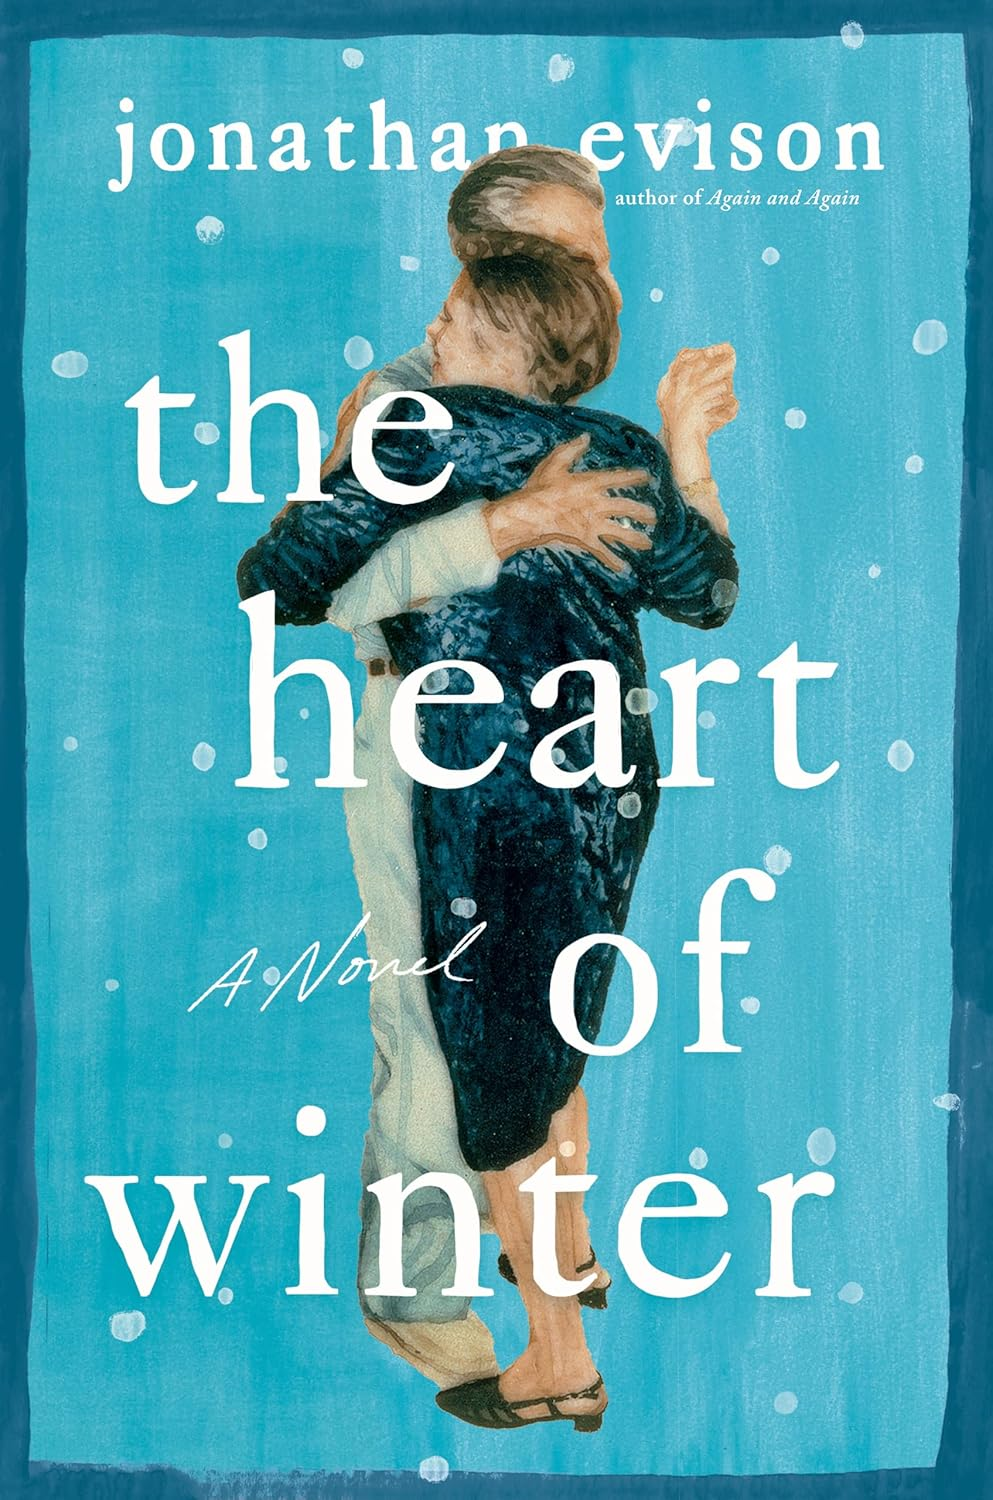 jonathan evison
author of Again and Again
the
heart
A Novel
of
winter